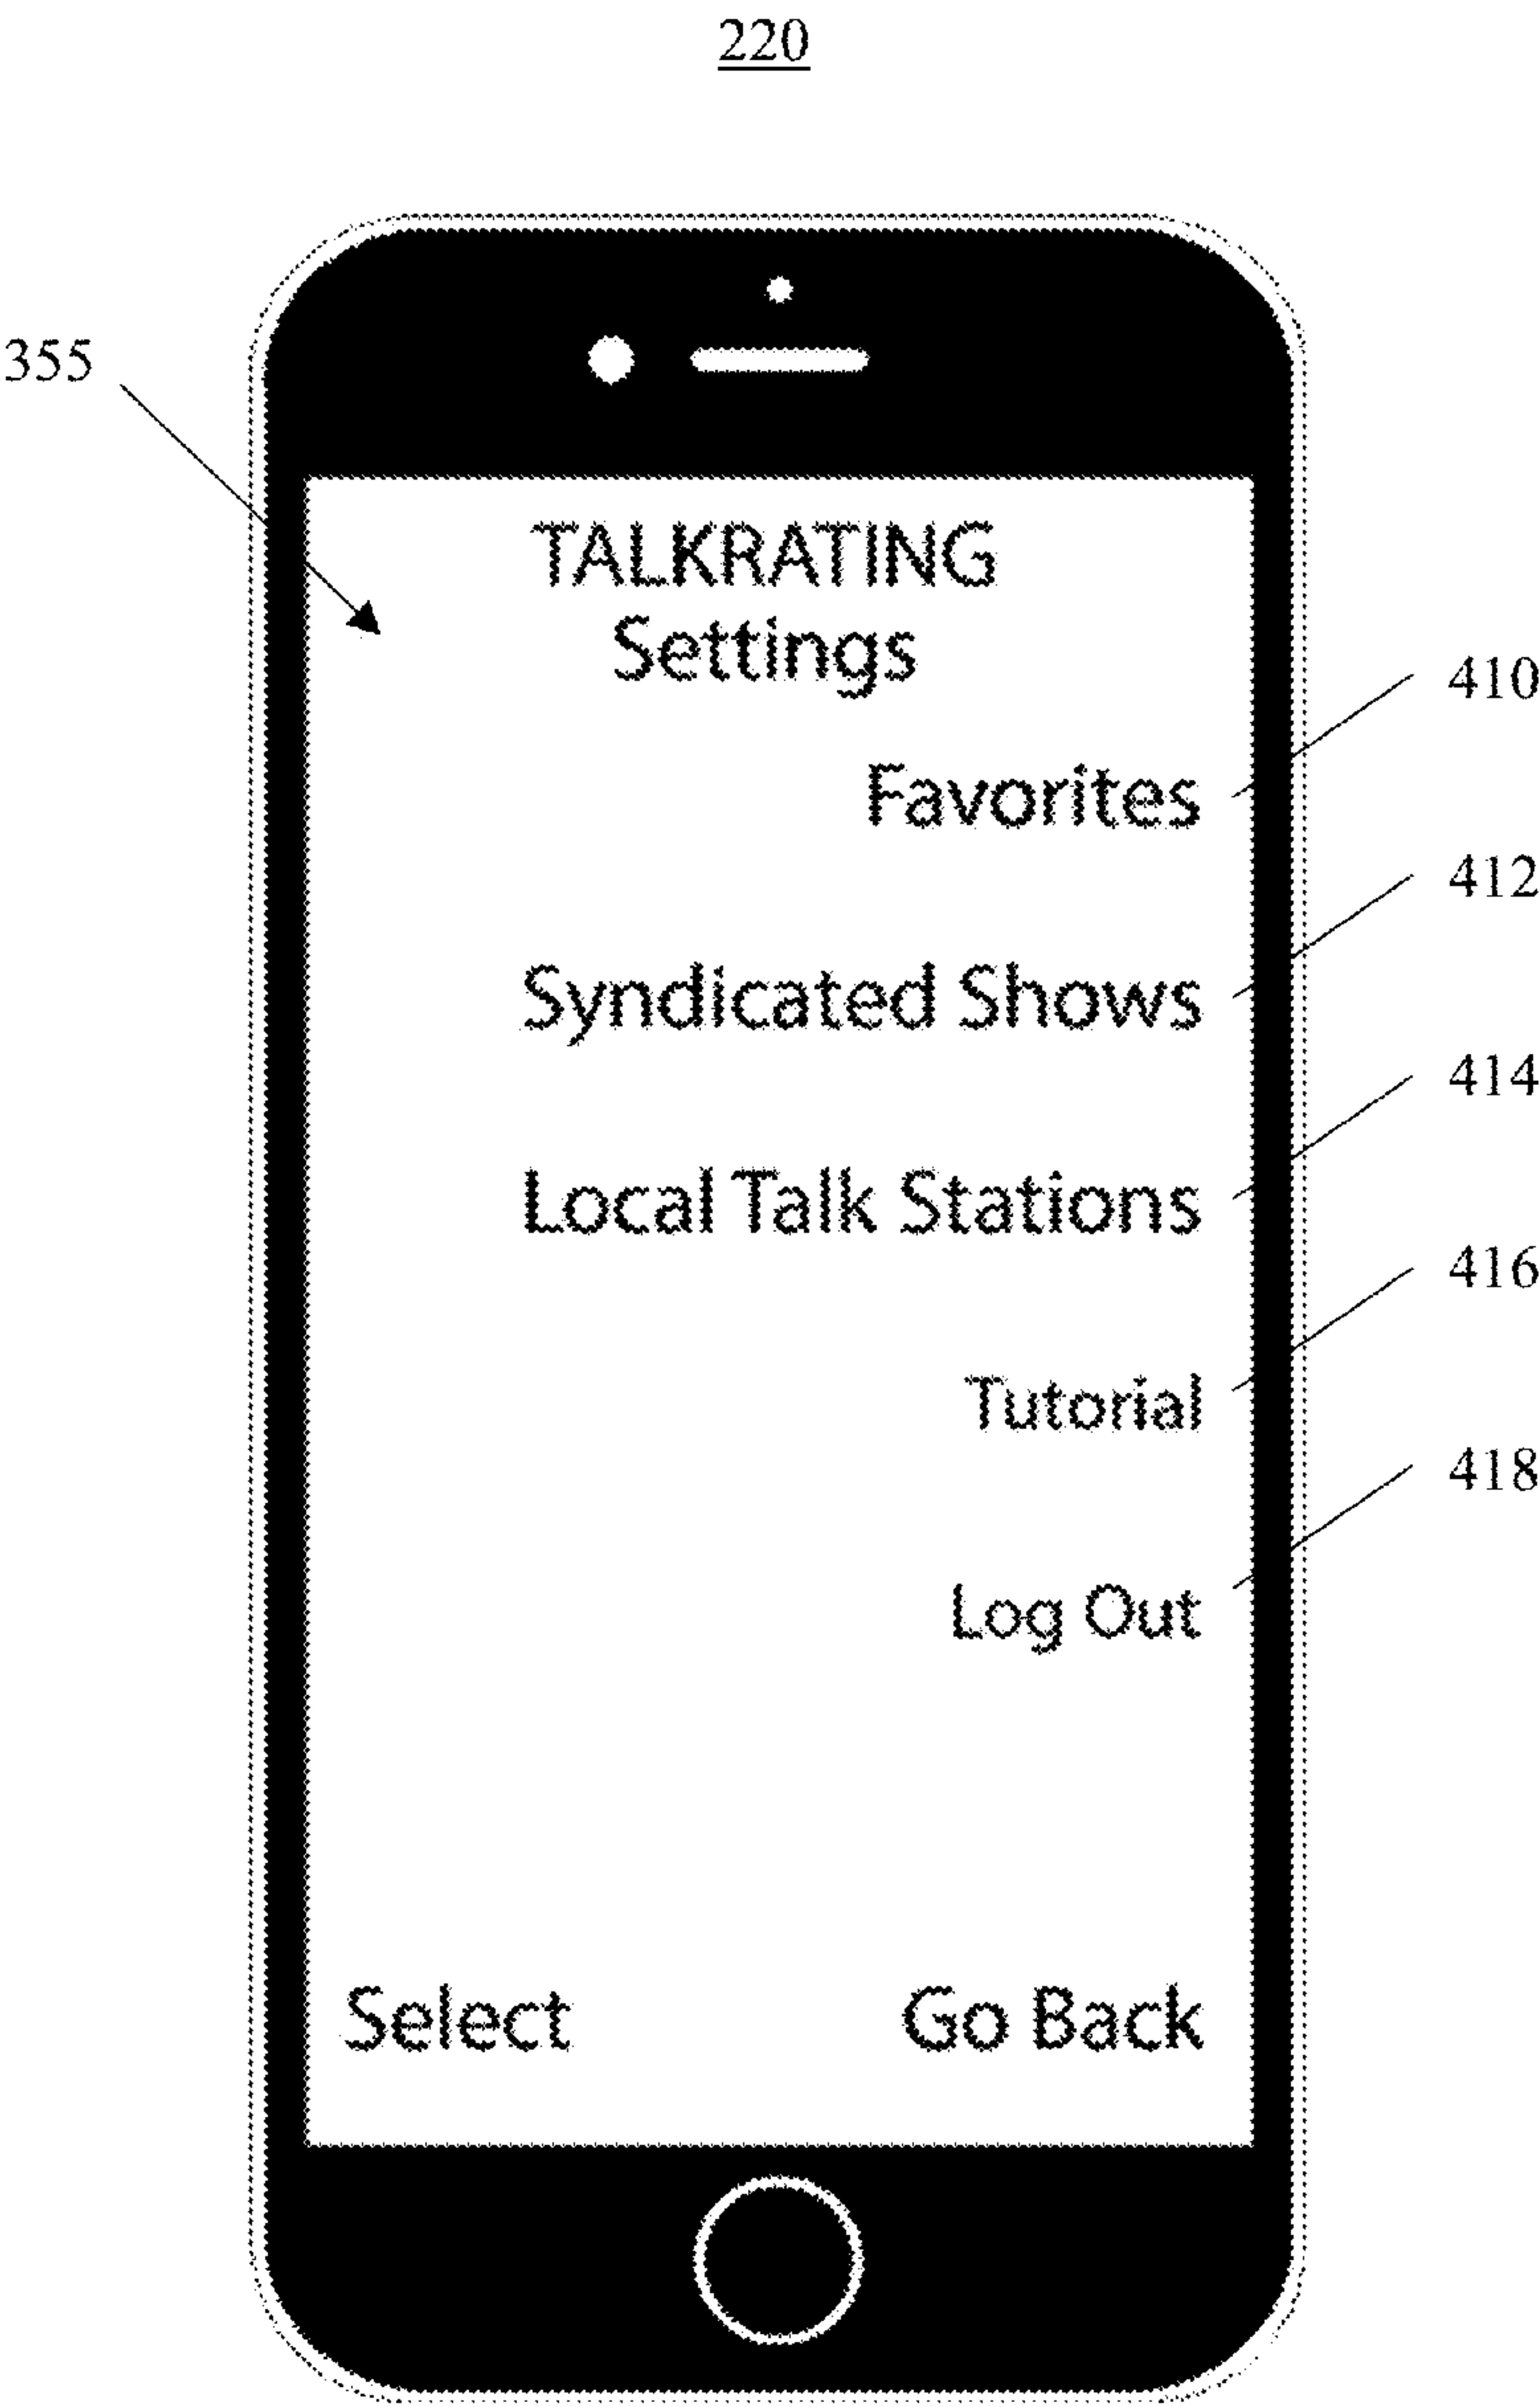 220
355
TALKRATING
Settings
410
Favorites
412
Syndicated Shows
414
Local Talk Stations
416
Tutorial
418
Log Out
Select Go Back